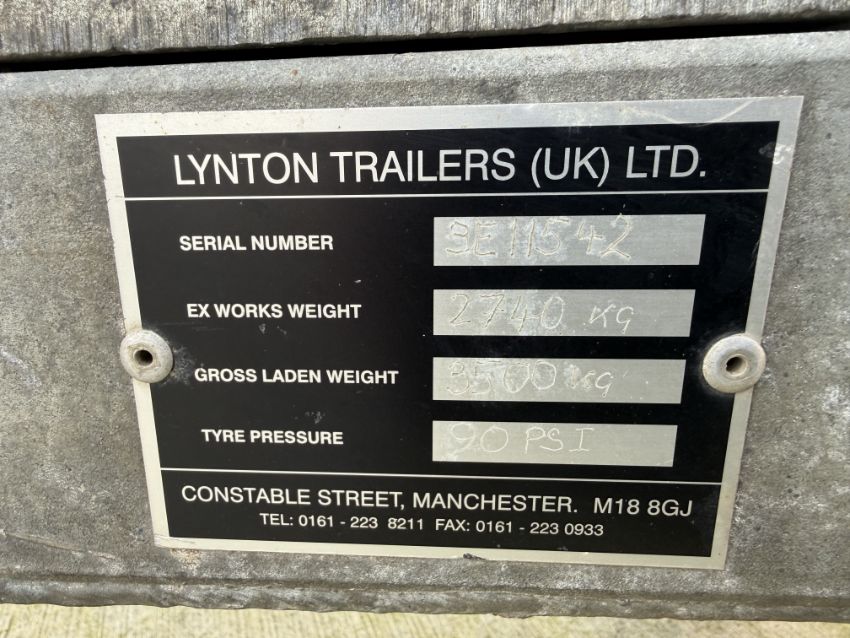 LYNTON TRAILERS (UK) LTD.
SERIAL NUMBER
EX WORKS WEIGHT 2740 KG
GROSS LADEN WEIGHT 3500 KG
TYRE PRESSURE 90 PSI
CONSTABLE STREET, MANCHESTER. M18 8GJ
TEL: 0161 - 223 8211 FAX: 0161 - 223 0933